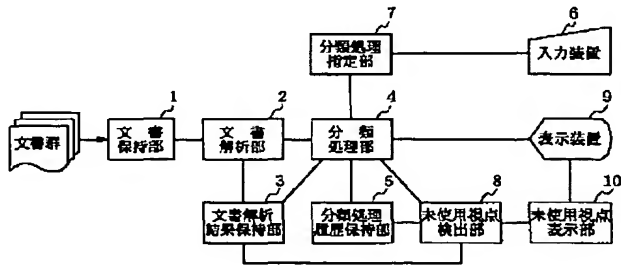 7
6
分類処理
指定部
入力装置
1
2
4
9
文書群
文 書
保持部
文 書
解析部
分 類
処理部
表示装置
3
5
8
10
文書解析
結果保持部
分類処理
履歴保持部
未使用視点
検出部
未使用視点
表示部